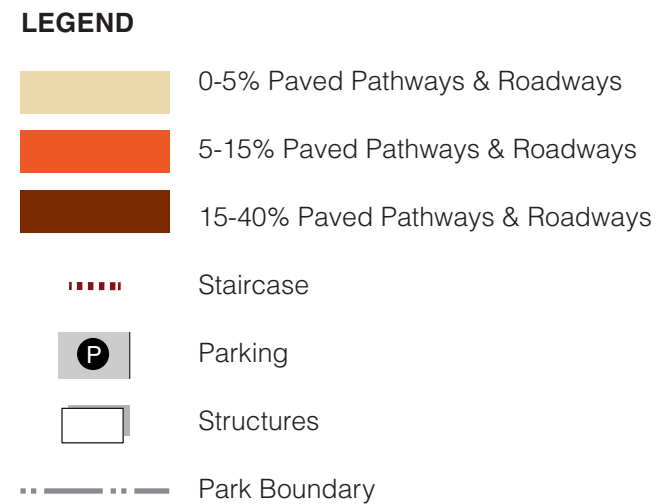 LEGEND
0-5% Paved Pathways & Roadways
5-15% Paved Pathways & Roadways
15-40% Paved Pathways & Roadways
Staircase
P Parking
Structures
Park Boundary